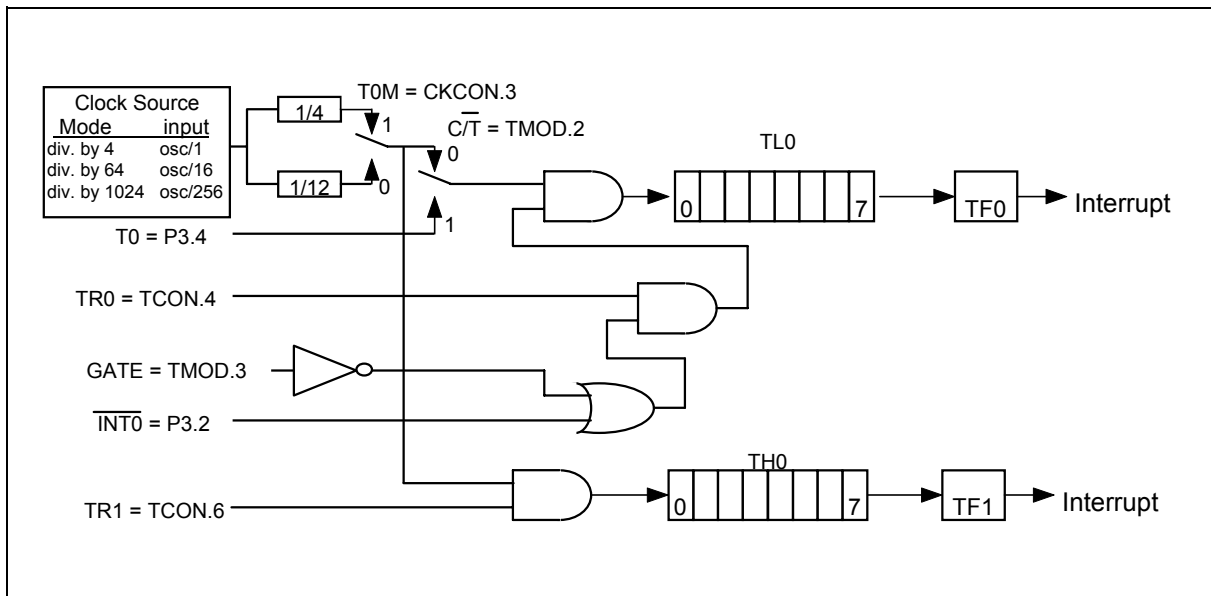 Clock Source
Mode input
div. by 4 osc/1
div. by 64 osc/16
div. by 1024 osc/256
1/4
1/12
T0M = CKCON.3
1
0
C/T = TMOD.2
0
1
T0 = P3.4
TL0
0 7
TF0
Interrupt
TR0 = TCON.4
GATE = TMOD.3
INT0 = P3.2
TR1 = TCON.6
TH0
0 7
TF1
Interrupt